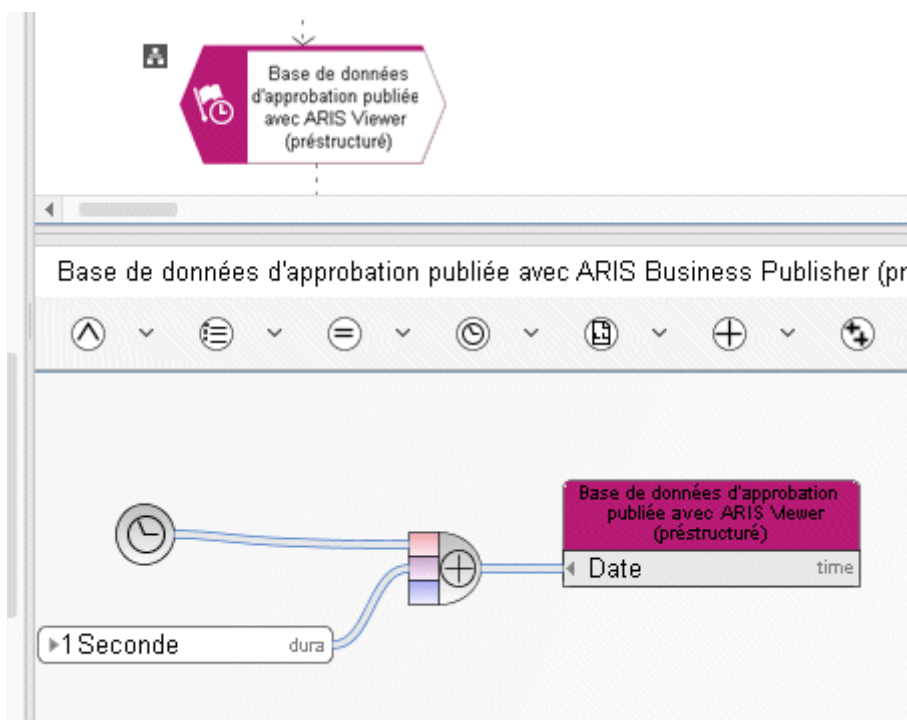 Base de données
d'approbation publiée
avec ARIS Viewer
(préstructuré)
Base de données d'approbation publiée avec ARIS Business Publisher (pr
Base de données d'approbation
publiée avec ARIS Viewer
(préstructuré)
Date time
1 Seconde dura